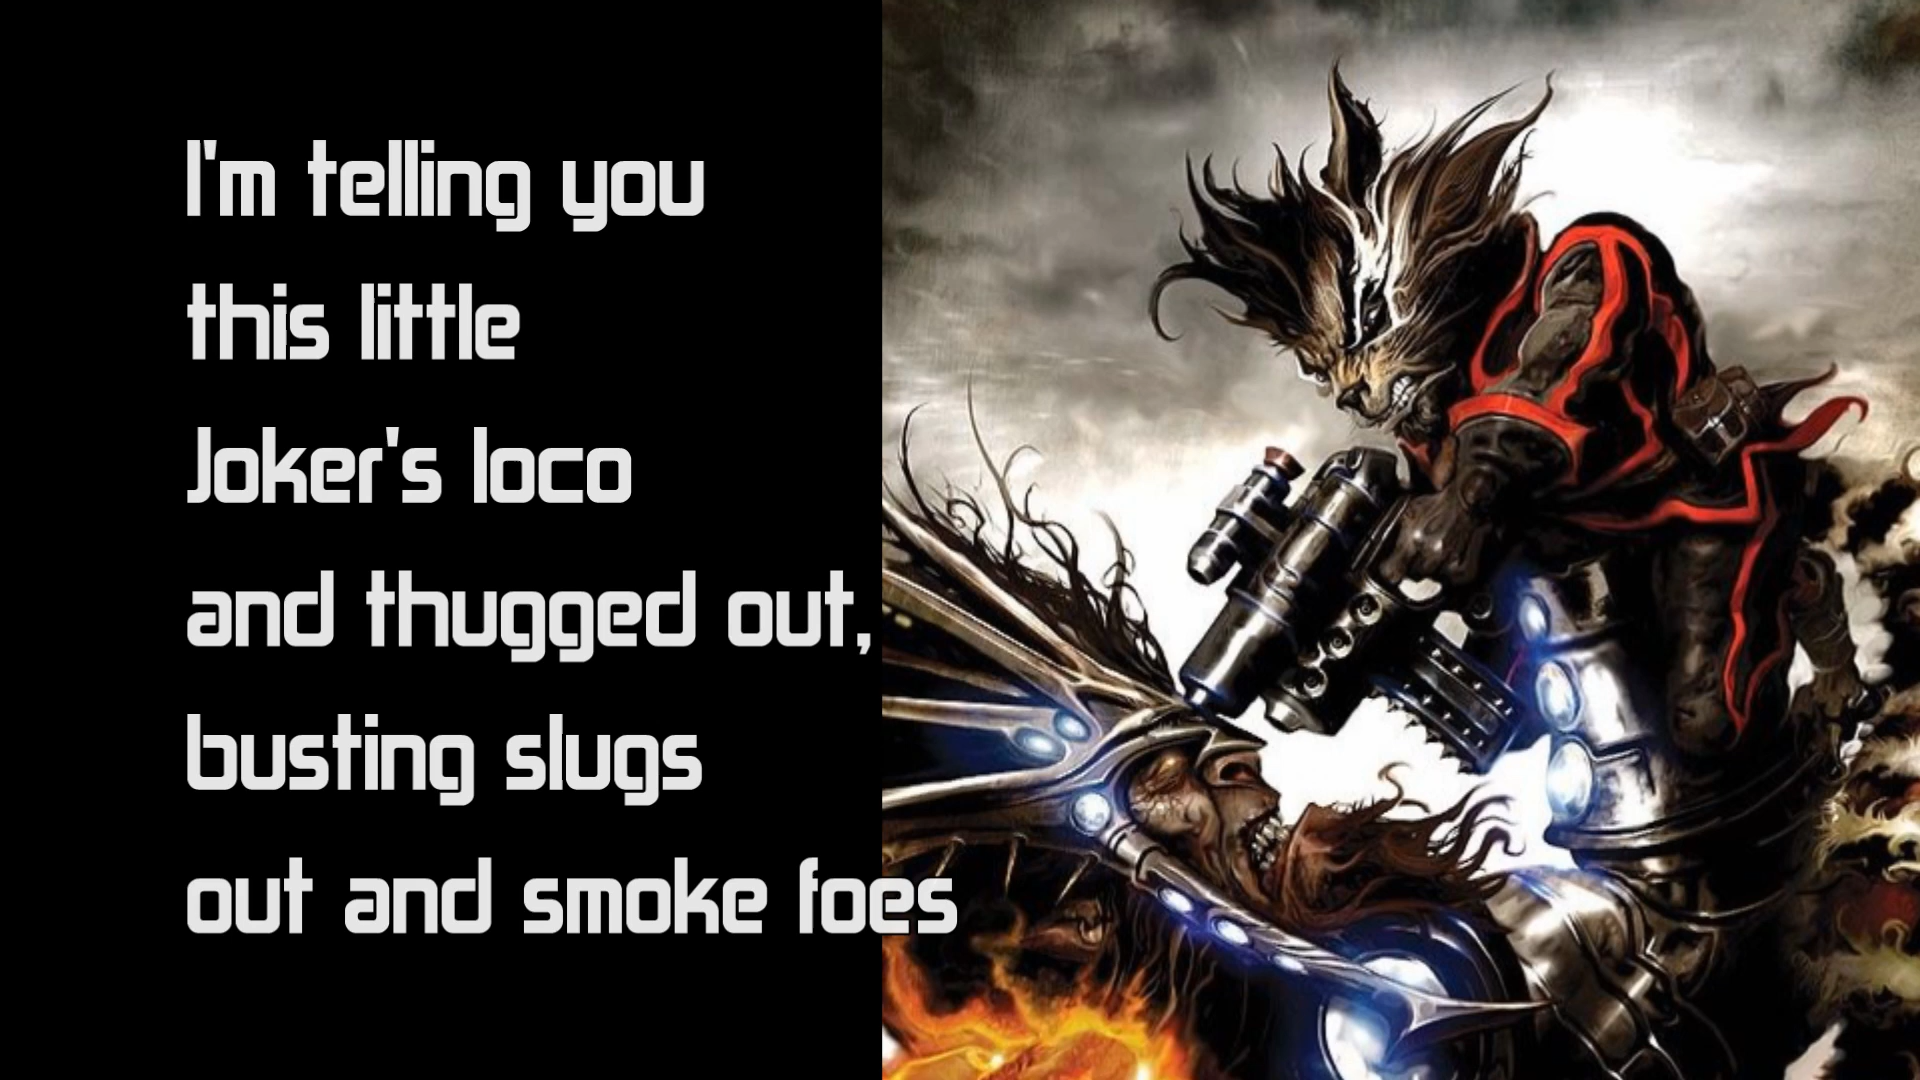 I'm telling you
this little
Joker's loco
and thugged out,
busting slugs
out and smoke foes